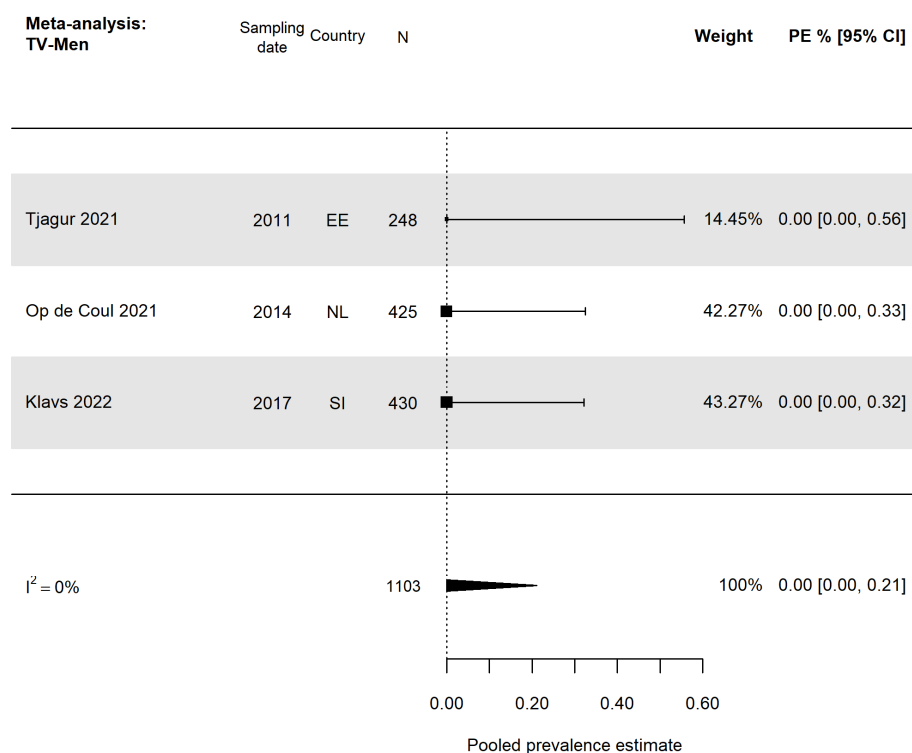 Meta-analysis:
TV-Men
Sampling
date
Country
N
Weight
PE % [95% CI]
Tjagur 2021 2011 EE 248 14.45% 0.00 [0.00, 0.56]
Op de Coul 2021 2014 NL 425 42.27% 0.00 [0.00, 0.33]
Klavs 2022 2017 SI 430 43.27% 0.00 [0.00, 0.32]
I² = 0% 1103 100% 0.00 [0.00, 0.21]
0.00 0.20 0.40 0.60
Pooled prevalence estimate